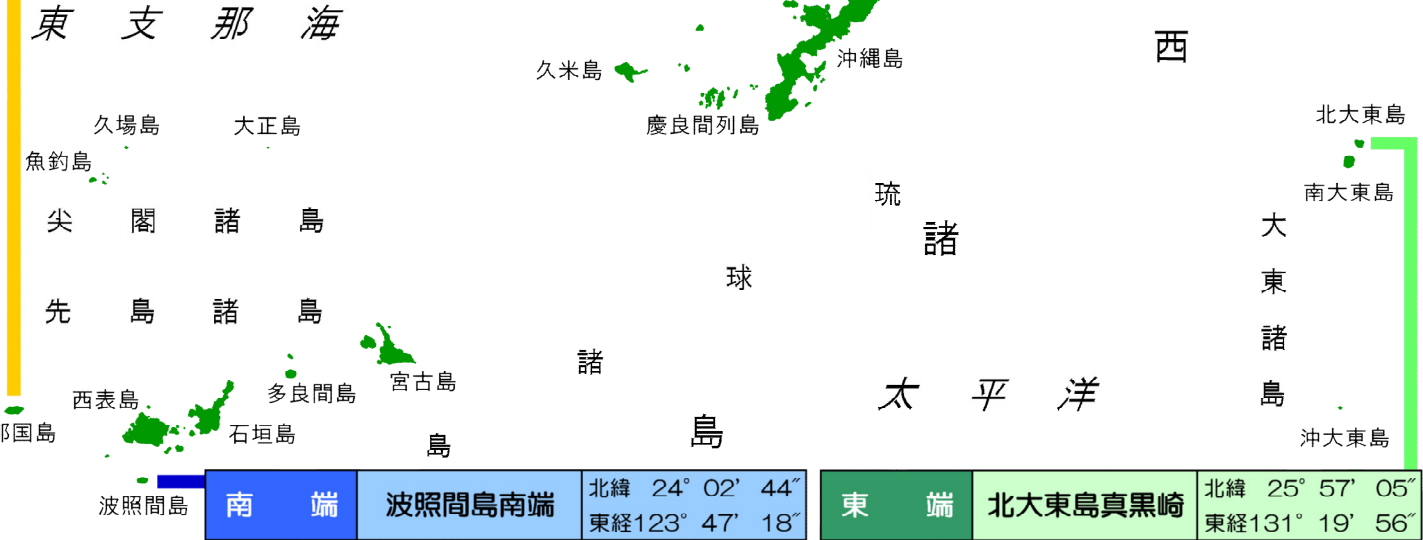 東支那海
西
沖縄島
久米島
慶良間列島
北大東島
久場島
大正島
魚釣島
南大東島
尖閣諸島
琉球諸島
諸島
大東諸島
先島諸島
宮古島
多良間島
西表島
太平洋
国島
石垣島
沖大東島
波照間島
南端
波照間島南端
北緯 24° 02′ 44″
東経123° 47′ 18″
東端
北大東島真黒崎
北緯 25° 57′ 05″
東経131° 19′ 56″